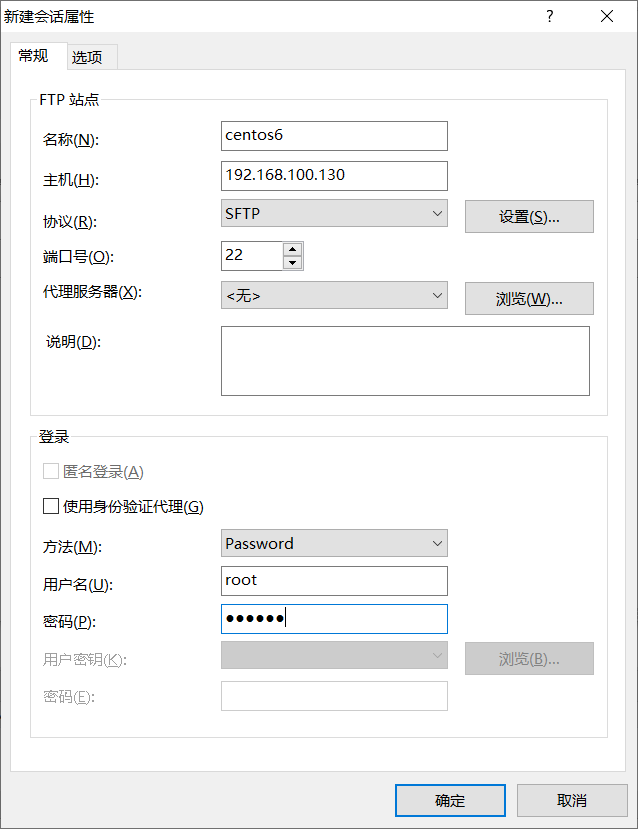 新建会话属性 ?
常规 选项
FTP 站点
名称(N): centos6
主机(H): 192.168.100.130
协议(R): SFTP 设置(S)...
端口号(O): 22
代理服务器(X): <无> 浏览(W)...
说明(D):
登录
匿名登录(A)
使用身份验证代理(G)
方法(M): Password
用户名(U): root
密码(P): ●●●●●●
用户密钥(K): 浏览(B)...
密码(E):
确定 取消